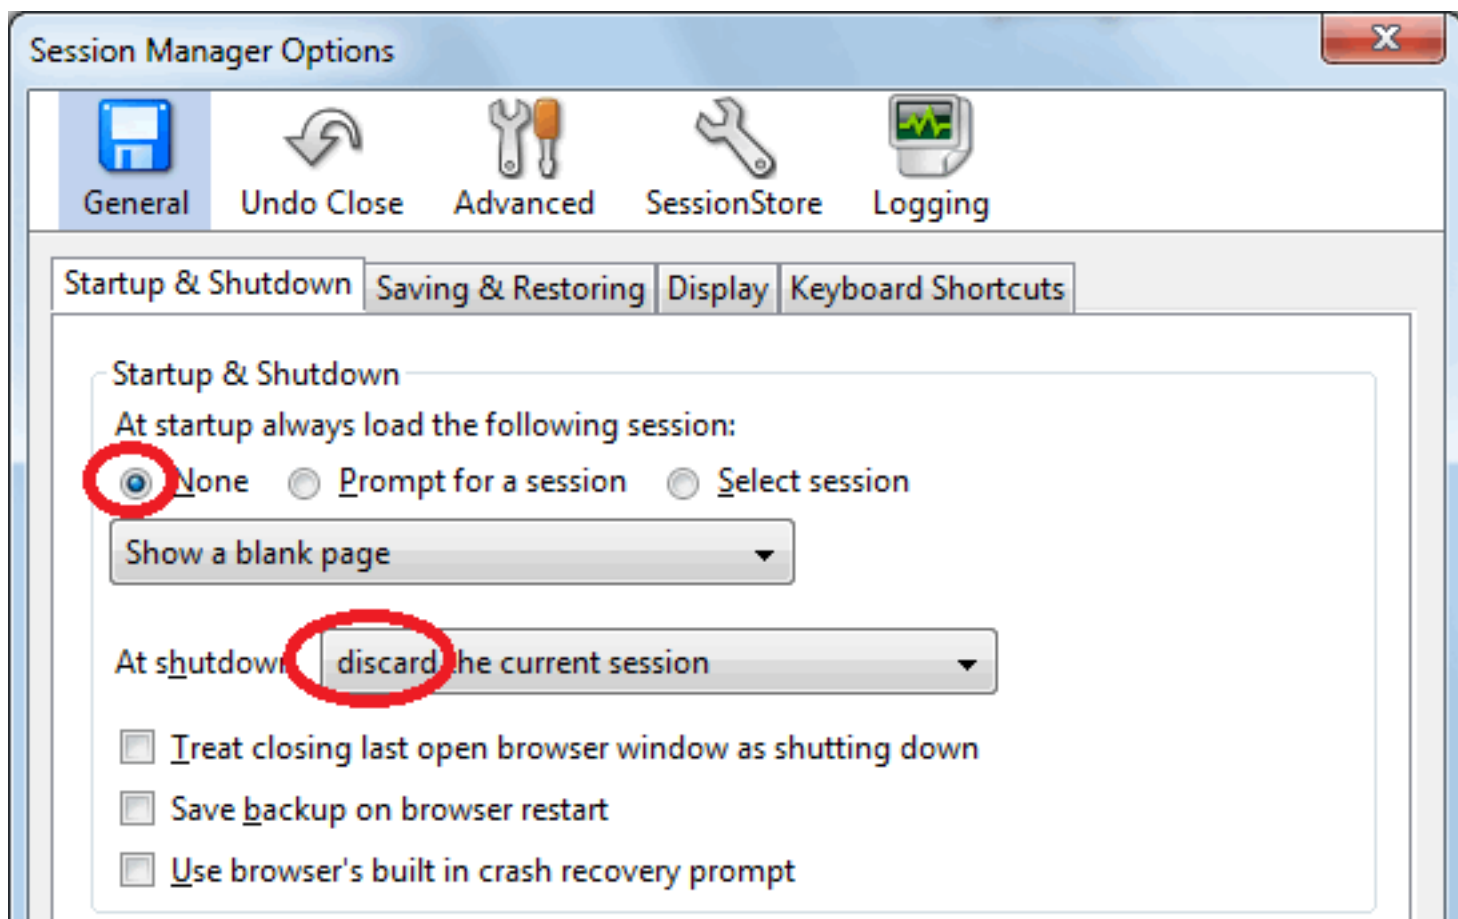 Session Manager Options
General Undo Close Advanced SessionStore Logging
Startup & Shutdown Saving & Restoring Display Keyboard Shortcuts
Startup & Shutdown
At startup always load the following session:
None Prompt for a session Select session
Show a blank page
At shutdown discard the current session
Treat closing last open browser window as shutting down
Save backup on browser restart
Use browser's built in crash recovery prompt